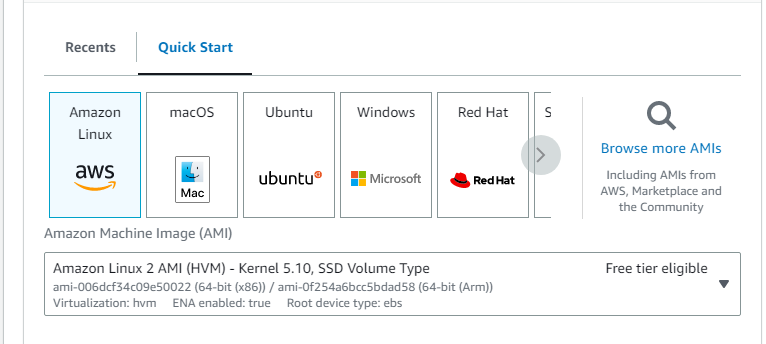 Recents
Quick Start
Amazon
Linux
aws
macOS
Mac
Ubuntu
ubuntu
Windows
Microsoft
Red Hat
Red Hat
S
Browse more AMIs
Including AMIs from
AWS, Marketplace and
the Community
Amazon Machine Image (AMI)
Amazon Linux 2 AMI (HVM) - Kernel 5.10, SSD Volume Type
Free tier eligible
ami-006dcf34c09e50022 (64-bit (x86)) / ami-0f254a6bcc5bdad58 (64-bit (Arm))
Virtualization: hvm ENA enabled: true Root device type: ebs